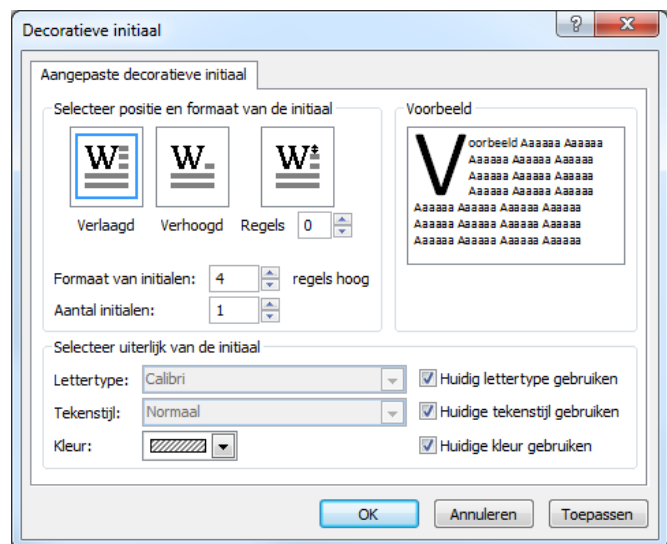 Decoratieve initiaal
Aangepaste decoratieve initiaal
Selecteer positie en formaat van de initiaal
W W W
Verlaagd Verhoogd Regels 0
Formaat van initialen: 4 regels hoog
Aantal initialen: 1
Voorbeeld
Voorbeeld Aaaaaa Aaaaaa
Aaaaaa Aaaaaa Aaaaaa
Aaaaaa Aaaaaa Aaaaaa
Aaaaaa Aaaaaa Aaaaaa
Aaaaaa Aaaaaa Aaaaaa Aaaaaa
Aaaaaa Aaaaaa Aaaaaa Aaaaaa
Aaaaaa Aaaaaa Aaaaaa Aaaaaa
Selecteer uiterlijk van de initiaal
Lettertype: Calibri Huidig lettertype gebruiken
Tekenstijl: Normaal Huidige tekenstijl gebruiken
Kleur: Huidige kleur gebruiken
OK Annuleren Toepassen